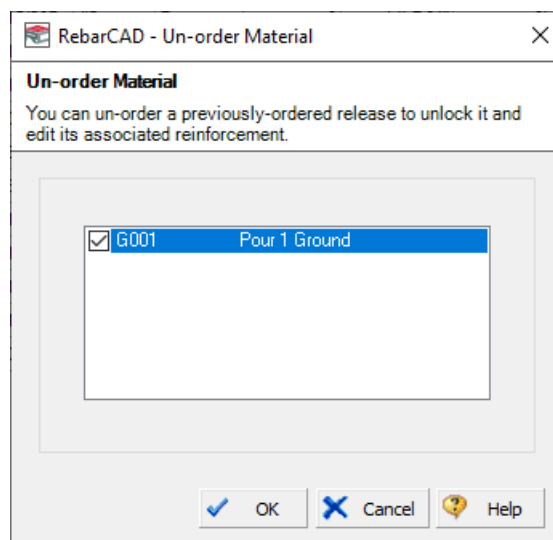 RebarCAD - Un-order Material
Un-order Material
You can un-order a previously-ordered release to unlock it and
edit its associated reinforcement.
G001 Pour 1 Ground
OK Cancel Help